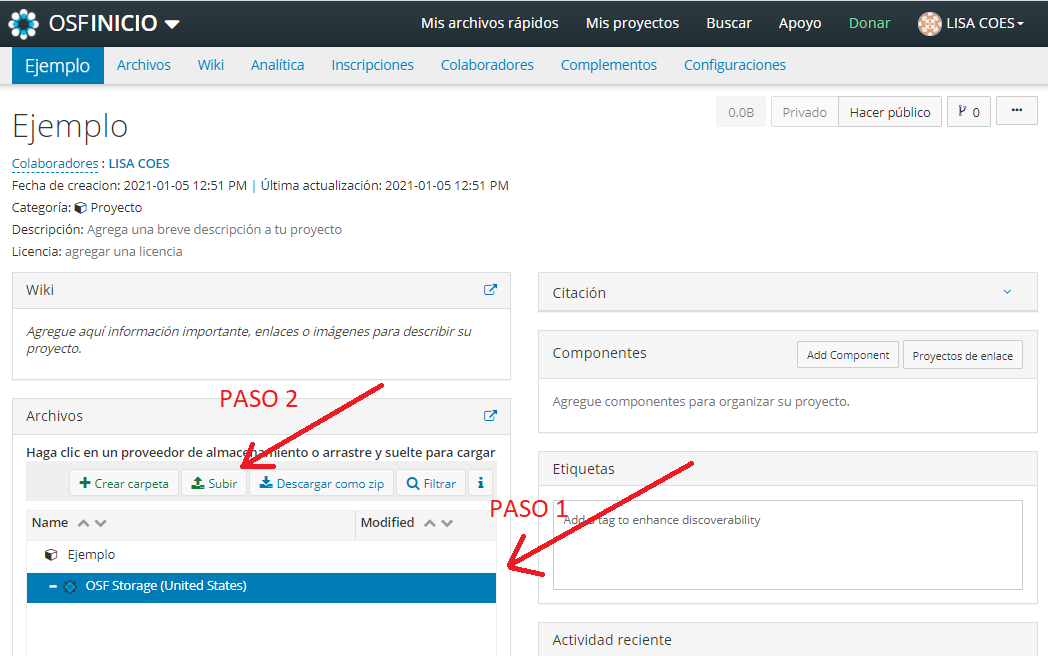 OSFINICIO
Mis archivos rápidos
Mis proyectos
Buscar
Apoyo
Donar
LISA COES
Ejemplo
Archivos
Wiki
Analítica
Inscripciones
Colaboradores
Complementos
Configuraciones
0.0B
Privado
Hacer público
0
...
Ejemplo
Colaboradores : LISA COES
Fecha de creacion: 2021-01-05 12:51 PM | Última actualización: 2021-01-05 12:51 PM
Categoría: Proyecto
Descripción: Agrega una breve descripción a tu proyecto
Licencia: agregar una licencia
Wiki
Agregue aquí información importante, enlaces o imágenes para describir su
proyecto.
PASO 2
Archivos
Haga clic en un proveedor de almacenamiento o arrastre y suelte para cargar
Crear carpeta
Subir
Descargar como zip
Filtrar
i
Name
Modified
Ejemplo
OSF Storage (United States)
Citación
Componentes
Add Component
Proyectos de enlace
Agregue componentes para organizar su proyecto.
Etiquetas
PASO 1
Add a tag to enhance discoverability
Actividad reciente